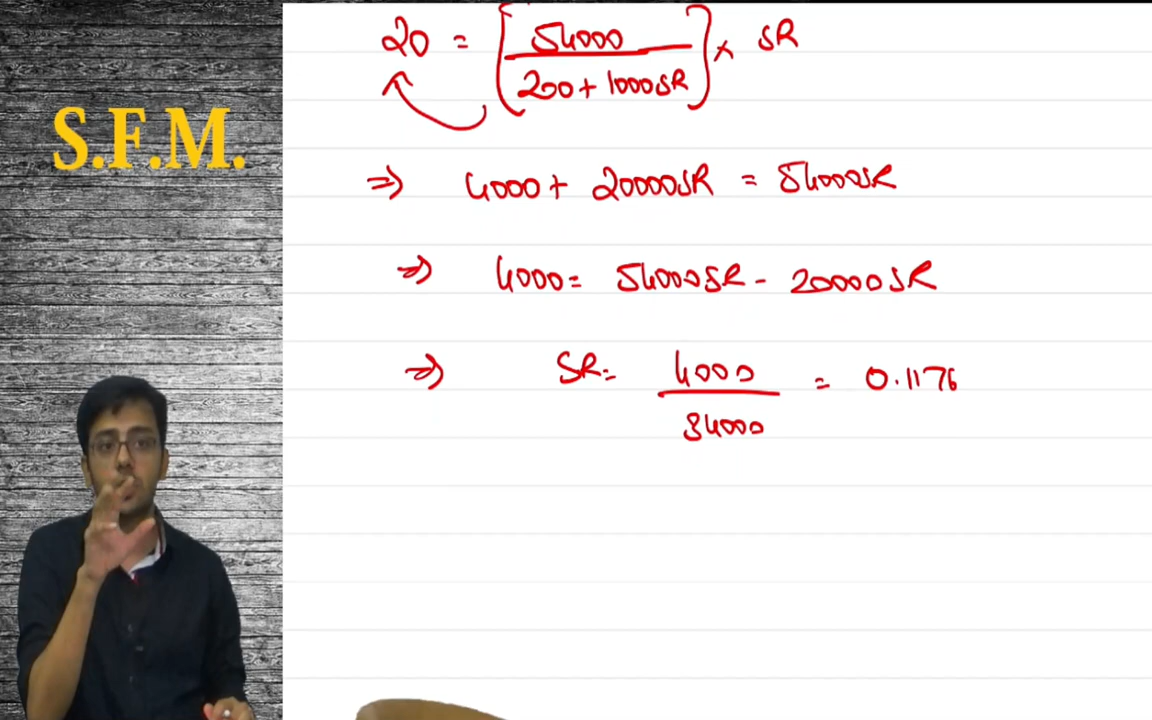 S.F.M.
20 = [ 54000 / 200 + 1000SR ] × SR
⇒ 4000 + 20000SR = 54000SR
⇒ 4000 = 54000SR - 20000SR
⇒ SR = 4000 / 34000 = 0.1176